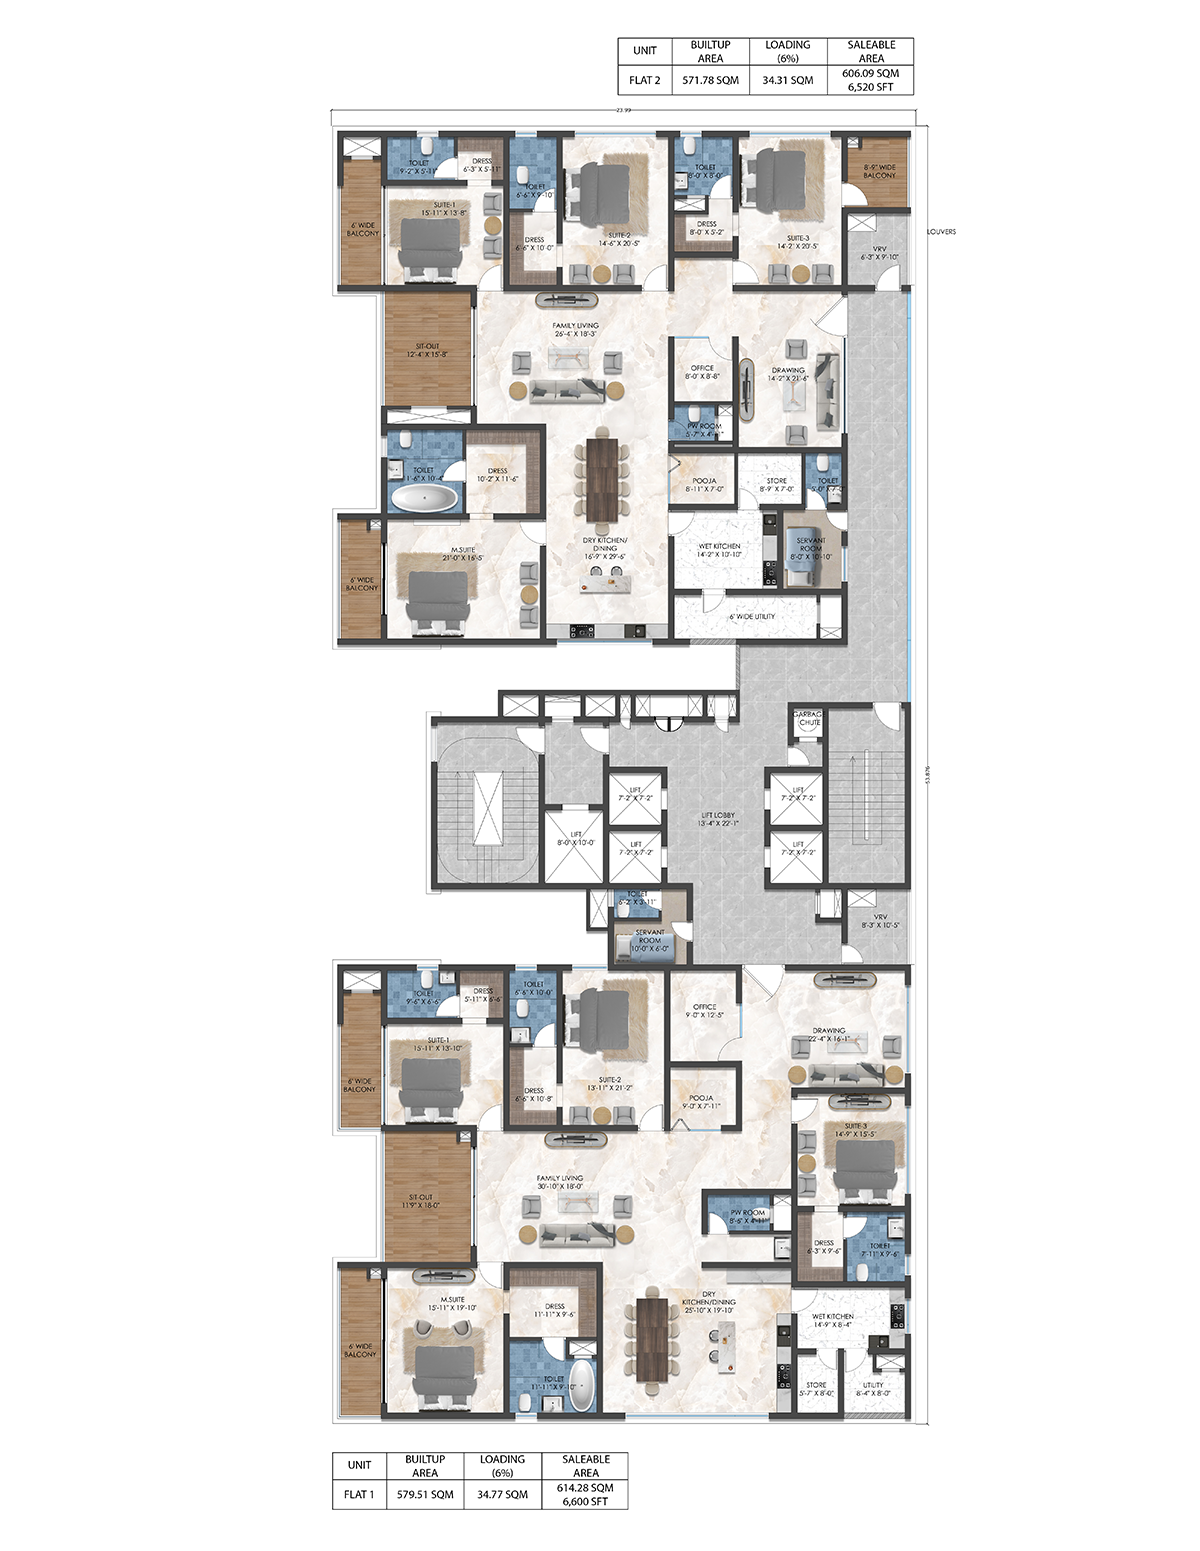 UNIT BUILTUP AREA LOADING (6%) SALEABLE AREA
FLAT 2 571.78 SQM 34.31 SQM 606.09 SQM 6,520 SFT
23.99
TOILET
9'-2" X 5'-11"
DRESS
6'-3" X 5'-11"
TOILET
6'-6" X 9'-10"
TOILET
8'-0" X 8'-0"
8'-9" WIDE
BALCONY
SUITE-1
15'-11" X 13'-8"
6' WIDE
BALCONY
DRESS
6'-6" X 10'-0"
SUITE-2
14'-6" X 20'-5"
DRESS
8'-0" X 5'-2"
SUITE-3
14'-2" X 20'-5"
LOUVERS
VRV
6'-3" X 9'-10"
FAMILY LIVING
26'-4" X 18'-3"
SIT-OUT
12'-4" X 15'-8"
OFFICE
8'-0" X 8'-8"
DRAWING
14'-2" X 21'-6"
PW ROOM
5'-7" X 4'-11"
TOILET
1'-6" X 10'-4"
DRESS
10'-2" X 11'-6"
POOJA
8'-11" X 7'-0"
STORE
8'-9" X 7'-0"
TOILET
5'-0" X 7'-0"
M.SUITE
21'-0" X 16'-5"
DRY KITCHEN/
DINING
16'-9" X 29'-6"
WET KITCHEN
14'-2" X 10'-10"
SERVANT
ROOM
8'-0" X 10'-10"
6' WIDE
BALCONY
6' WIDE UTILITY
GARBAG
CHUTE
53.876
LIFT
7'-2" X 7'-2"
LIFT
7'-2" X 7'-2"
LIFT LOBBY
13'-4" X 22'-1"
LIFT
8'-0" X 10'-0"
LIFT
7'-2" X 7'-2"
LIFT
7'-2" X 7'-2"
TOILET
6'-2" X 3'-11"
VRV
8'-3" X 10'-5"
SERVANT
ROOM
10'-0" X 6'-0"
TOILET
9'-6" X 6'-6"
DRESS
5'-11" X 6'-6"
TOILET
6'-6" X 10'-0"
OFFICE
9'-0" X 12'-5"
DRAWING
22'-4" X 16'-1"
SUITE-1
15'-11" X 13'-10"
6' WIDE
BALCONY
DRESS
6'-6" X 10'-8"
SUITE-2
13'-11" X 21'-2"
POOJA
9'-0" X 7'-11"
SUITE-3
14'-9" X 15'-5"
FAMILY LIVING
30'-10" X 18'-0"
SIT-OUT
11'9" X 18'-0"
PW ROOM
8'-6" X 4'-11"
DRESS
6'-3" X 9'-6"
TOILET
7'-11" X 9'-6"
M.SUITE
15'-11" X 19'-10"
DRESS
11'-11" X 9'-6"
DRY
KITCHEN/DINING
25'-10" X 19'-10"
WET KITCHEN
14'-9" X 8'-4"
6' WIDE
BALCONY
TOILET
11'-11" X 9'-10"
STORE
5'-7" X 8'-0"
UTILITY
8'-4" X 8'-0"
UNIT BUILTUP AREA LOADING (6%) SALEABLE AREA
FLAT 1 579.51 SQM 34.77 SQM 614.28 SQM 6,600 SFT